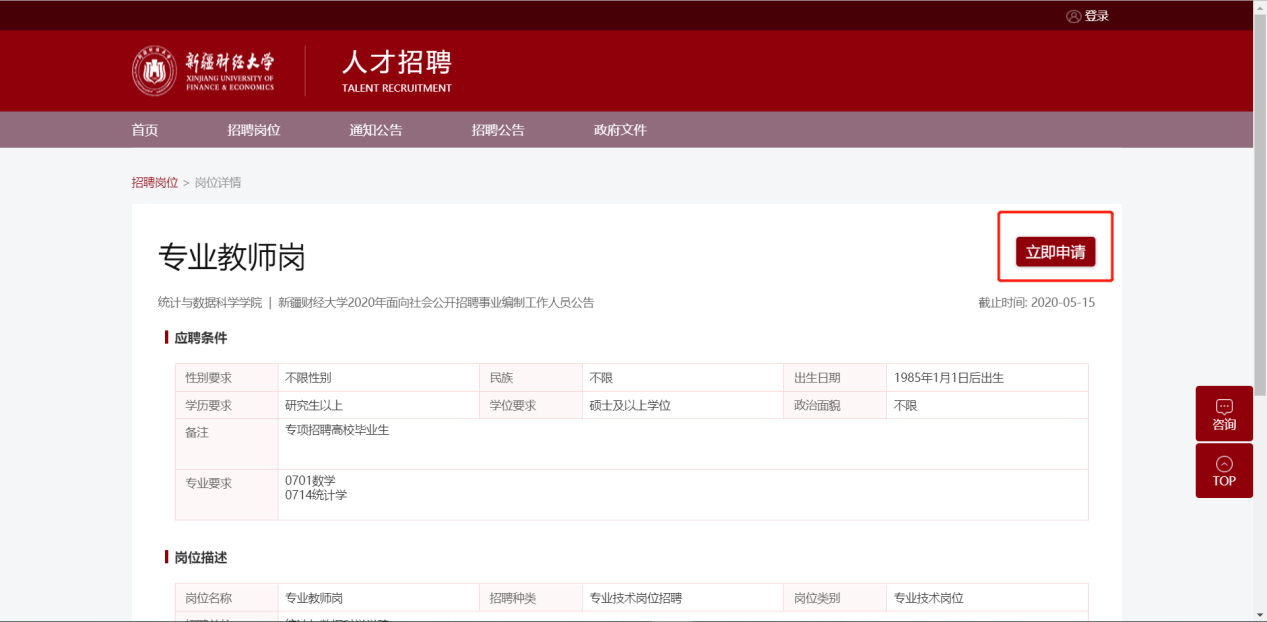 登录
新疆财经大学
XINJIANG UNIVERSITY OF
FINANCE & ECONOMICS
人才招聘
TALENT RECRUITMENT
首页 招聘岗位 通知公告 招聘公告 政府文件
招聘岗位 > 岗位详情
专业教师岗
立即申请
统计与数据科学学院 | 新疆财经大学2020年面向社会公开招聘事业编制工作人员公告 截止时间: 2020-05-15
应聘条件
性别要求 不限性别 民族 不限 出生日期 1985年1月1日后出生
学历要求 研究生以上 学位要求 硕士及以上学位 政治面貌 不限
备注 专项招聘高校毕业生
专业要求 0701数学
0714统计学
咨询
TOP
岗位描述
岗位名称 专业教师岗 招聘种类 专业技术岗位招聘 岗位类别 专业技术岗位